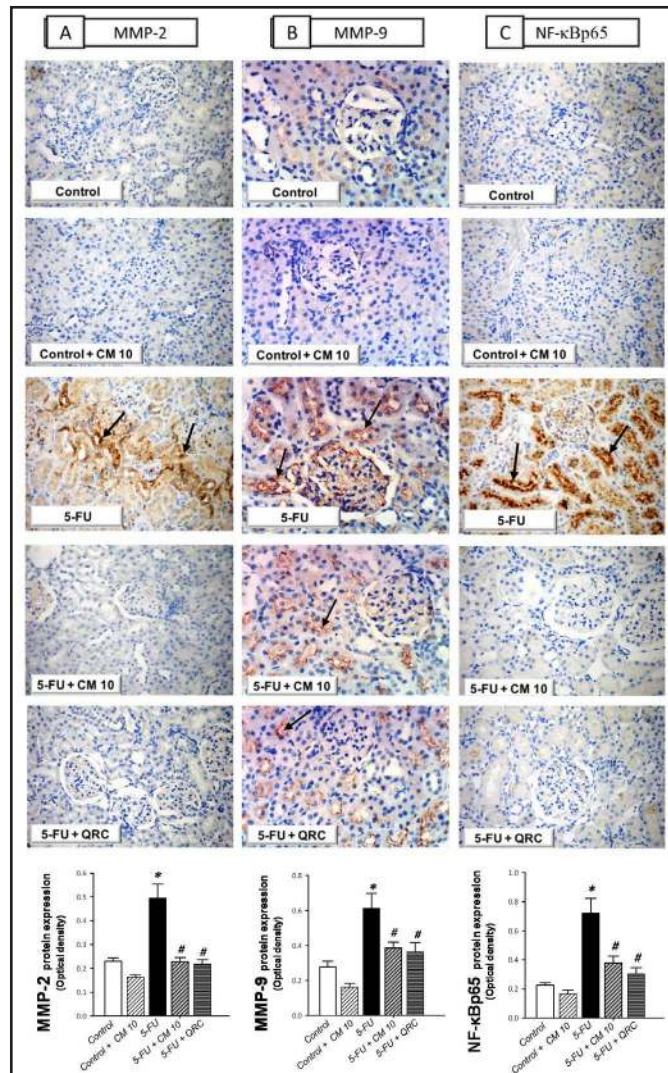 A MMP-2 B MMP-9 C NF-κBp65
Control Control Control
Control + CM 10 Control + CM 10 Control + CM 10
5-FU 5-FU 5-FU
5-FU + CM 10 5-FU + CM 10 5-FU + CM 10
5-FU + QRC 5-FU + QRC 5-FU + QRC
MMP-2 protein expression
(Optical density)
0.6
0.5
0.4
0.3
0.2
0.1
0.0
* # #
Control
Control + CM 10
5-FU
5-FU + CM 10
5-FU + QRC
MMP-9 protein expression
(Optical density)
0.8
0.6
0.4
0.2
0.0
* # #
Control
Control + CM 10
5-FU
5-FU + CM 10
5-FU + QRC
NF-κBp65 protein expression
(Optical density)
1.0
0.8
0.6
0.4
0.2
0.0
* # #
Control
Control + CM 10
5-FU
5-FU + CM 10
5-FU + QRC